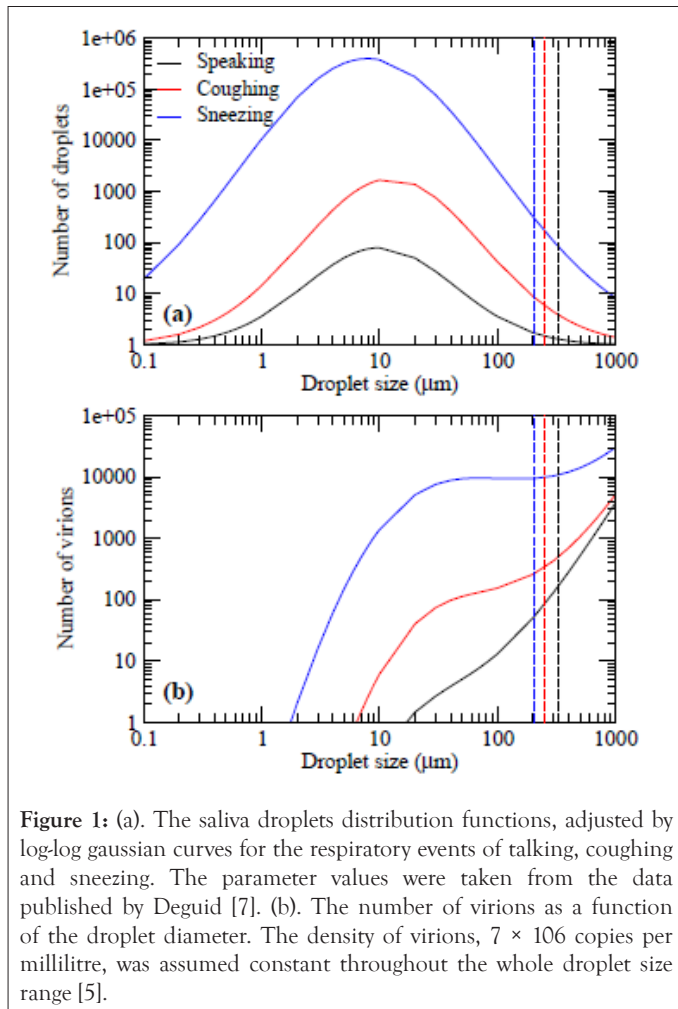 1e+06
1e+05
10000
1000
100
10
1
Number of droplets
Speaking
Coughing
Sneezing
(a)
0.1 1 10 100 1000
Droplet size (μm)
1e+05
10000
1000
100
10
1
Number of virions
(b)
0.1 1 10 100 1000
Droplet size (μm)
Figure 1: (a). The saliva droplets distribution functions, adjusted by
log-log gaussian curves for the respiratory events of talking, coughing
and sneezing. The parameter values were taken from the data
published by Deguid [7]. (b). The number of virions as a function
of the droplet diameter. The density of virions, 7 × 106 copies per
millilitre, was assumed constant throughout the whole droplet size
range [5].